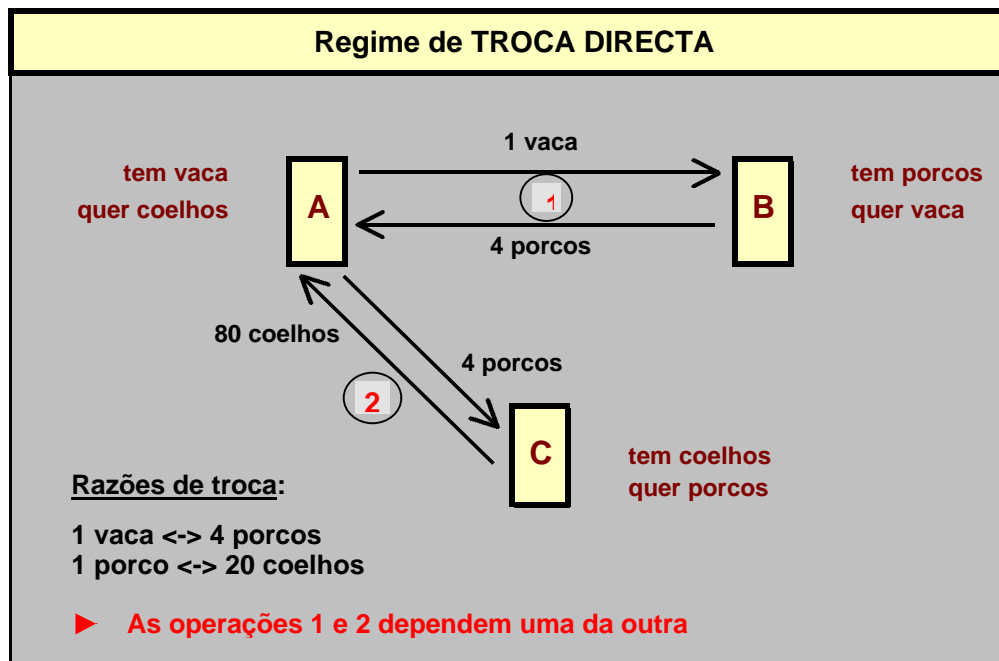 Regime de TROCA DIRECTA
1 vaca
tem vaca
quer coelhos
A
1
B
tem porcos
quer vaca
4 porcos
80 coelhos
4 porcos
2
C
tem coelhos
quer porcos
Razões de troca:
1 vaca <-> 4 porcos
1 porco <-> 20 coelhos
► As operações 1 e 2 dependem uma da outra